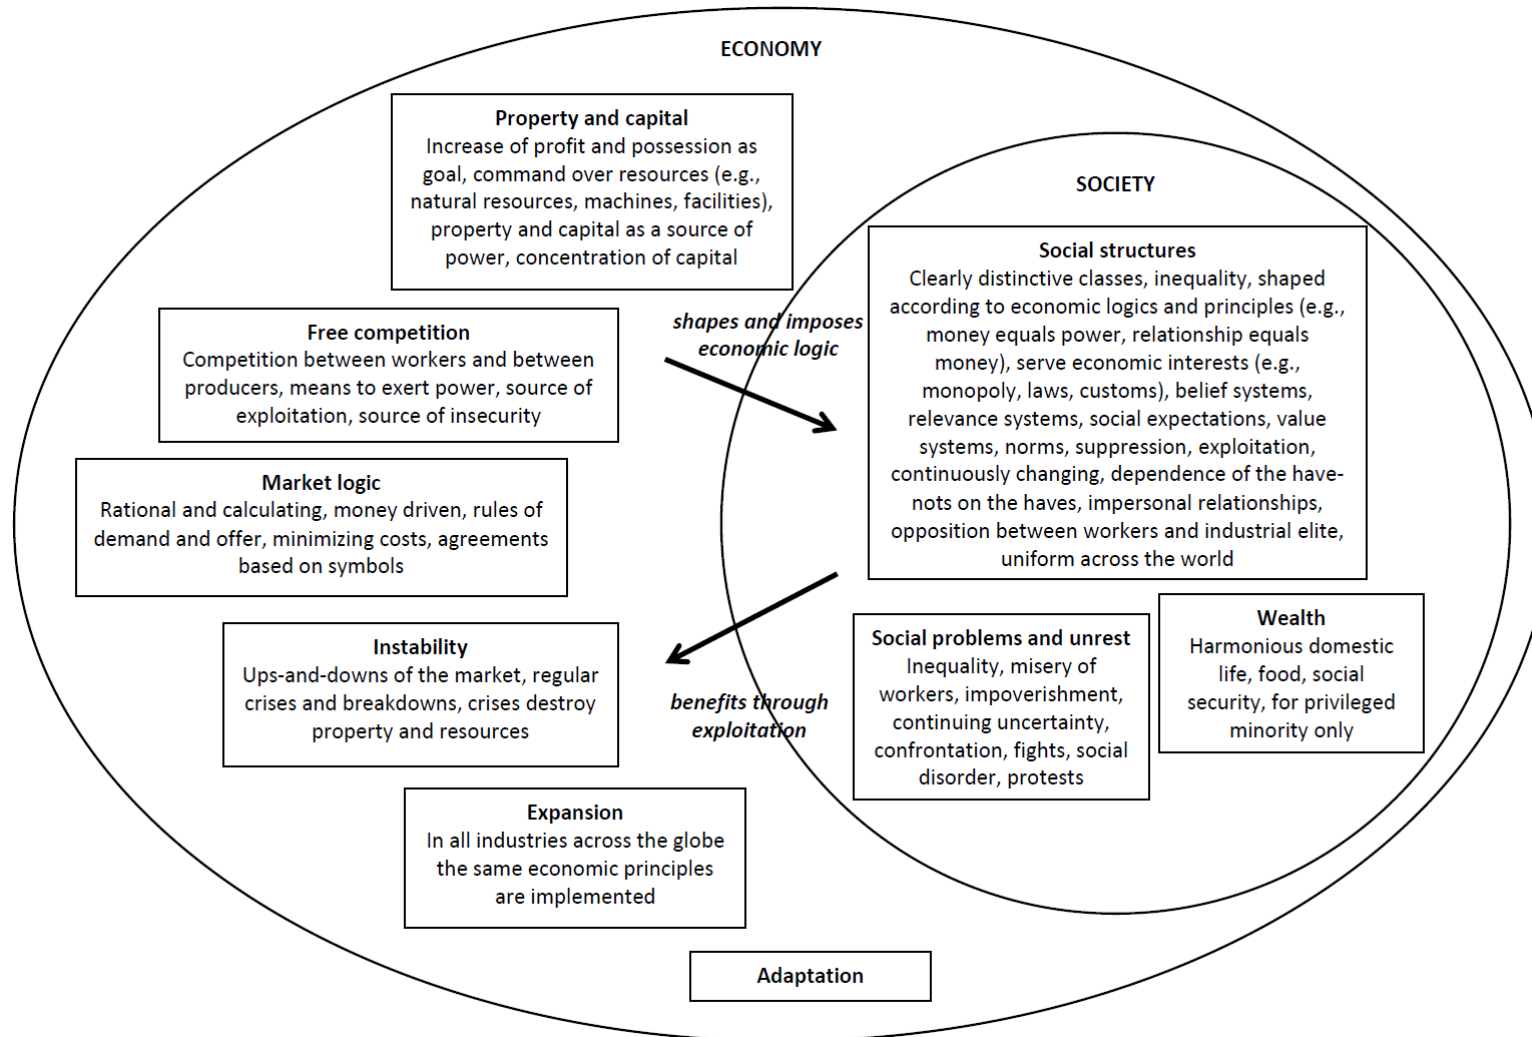 ECONOMY
Property and capital
Increase of profit and possession as
goal, command over resources (e.g.,
natural resources, machines, facilities),
property and capital as a source of
power, concentration of capital
SOCIETY
Social structures
Clearly distinctive classes, inequality, shaped
according to economic logics and principles (e.g.,
money equals power, relationship equals
money), serve economic interests (e.g.,
monopoly, laws, customs), belief systems,
relevance systems, social expectations, value
systems, norms, suppression, exploitation,
continuously changing, dependence of the have-
nots on the haves, impersonal relationships,
opposition between workers and industrial elite,
uniform across the world
shapes and imposes
economic logic
Free competition
Competition between workers and between
producers, means to exert power, source of
exploitation, source of insecurity
Market logic
Rational and calculating, money driven, rules of
demand and offer, minimizing costs, agreements
based on symbols
Instability
Ups-and-downs of the market, regular
crises and breakdowns, crises destroy
property and resources
benefits through
exploitation
Social problems and unrest
Inequality, misery of
workers, impoverishment,
continuing uncertainty,
confrontation, fights, social
disorder, protests
Wealth
Harmonious domestic
life, food, social
security, for privileged
minority only
Expansion
In all industries across the globe
the same economic principles
are implemented
Adaptation